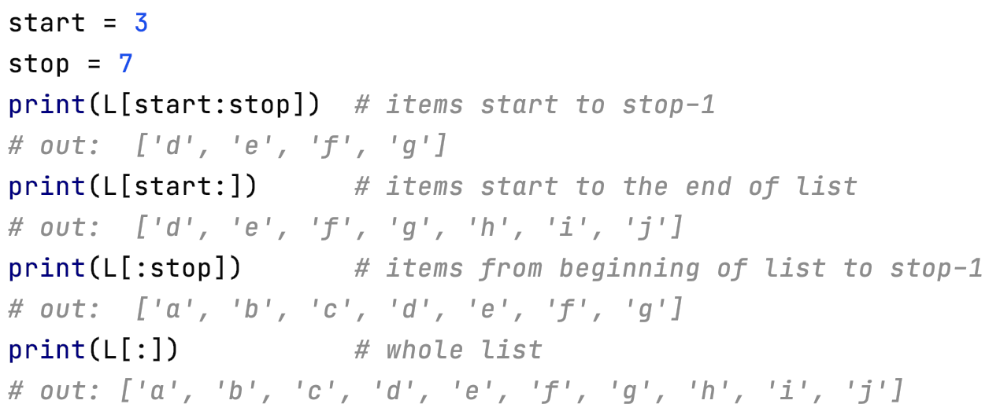 start = 3
stop = 7
print(L[start:stop])  # items start to stop-1
# out:  ['d', 'e', 'f', 'g']
print(L[start:])      # items start to the end of list
# out:  ['d', 'e', 'f', 'g', 'h', 'i', 'j']
print(L[:stop])       # items from beginning of list to stop-1
# out:  ['a', 'b', 'c', 'd', 'e', 'f', 'g']
print(L[:])           # whole list
# out: ['a', 'b', 'c', 'd', 'e', 'f', 'g', 'h', 'i', 'j']